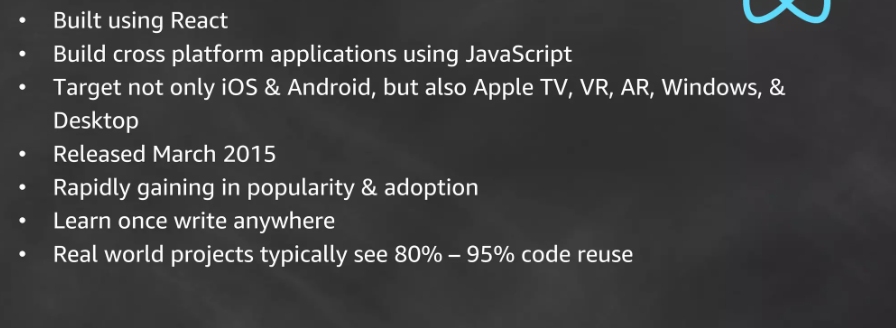 • Built using React
• Build cross platform applications using JavaScript
• Target not only iOS & Android, but also Apple TV, VR, AR, Windows, &
Desktop
• Released March 2015
• Rapidly gaining in popularity & adoption
• Learn once write anywhere
• Real world projects typically see 80% – 95% code reuse